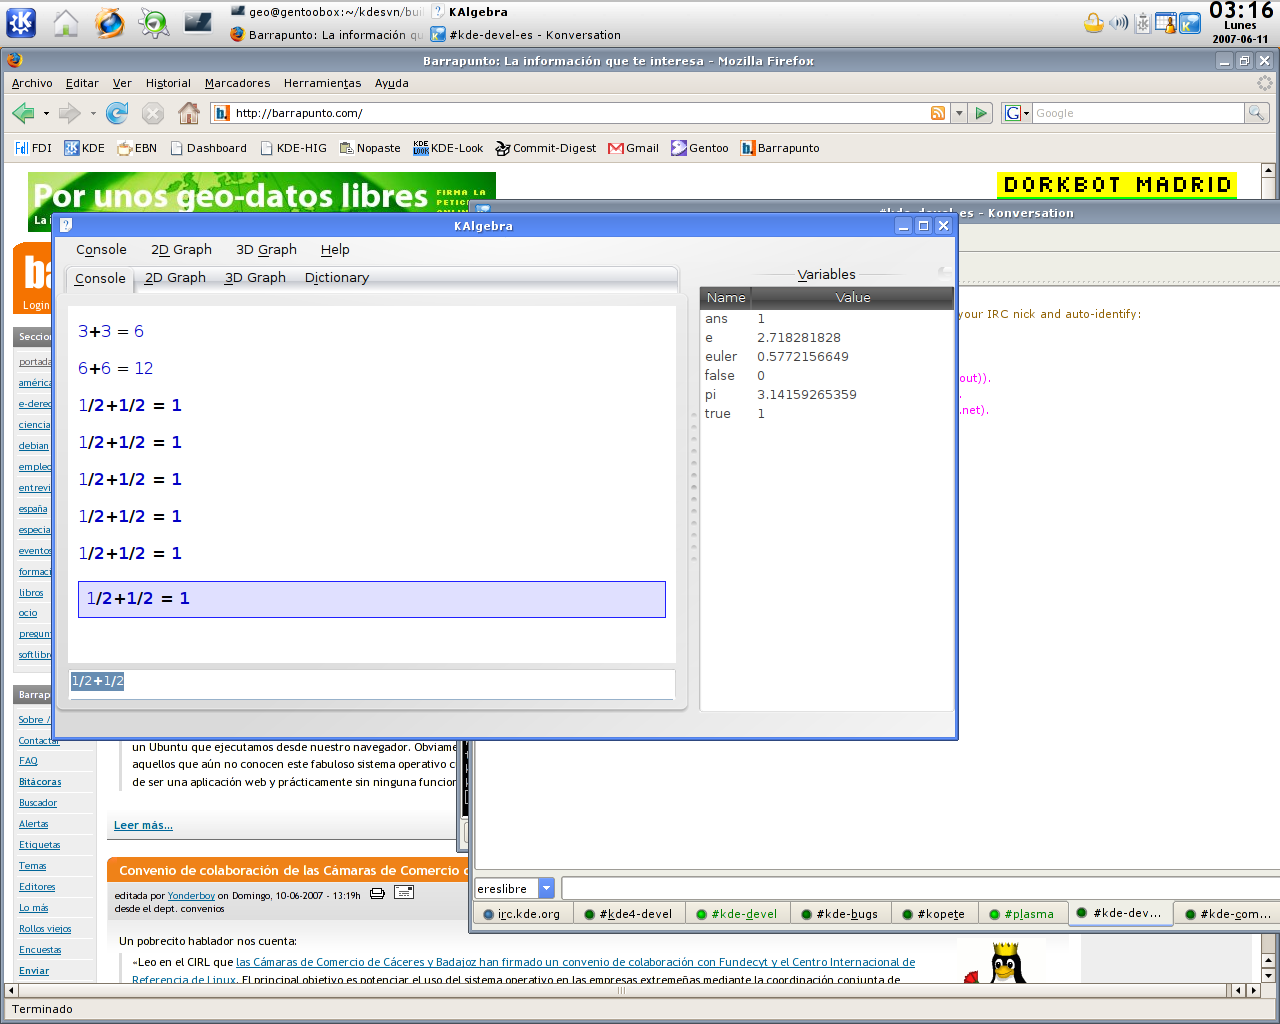 geo@gentoobox:~/kdesvn/buil
KAlgebra
Barrapunto: La información qu
#kde-devel-es - Konversation
03:16
Lunes
2007-06-11
Barrapunto: La información que te interesa - Mozilla Firefox
Archivo Editar Ver Historial Marcadores Herramientas Ayuda
http://barrapunto.com/
G Google
FDI KDE EBN Dashboard KDE-HIG Nopaste KDE-Look Commit-Digest Gmail Gentoo Barrapunto
Por unos geo-datos libres
FIRMA LA
PETIC
ONLIN
La i
DORKBOT MADRID
#kde-devel-es - Konversation
KAlgebra
Console 2D Graph 3D Graph Help
Console 2D Graph 3D Graph Dictionary
3+3 = 6
6+6 = 12
1/2+1/2 = 1
1/2+1/2 = 1
1/2+1/2 = 1
1/2+1/2 = 1
1/2+1/2 = 1
1/2+1/2 = 1
1/2+1/2
Variables
Name Value
ans 1
e 2.718281828
euler 0.5772156649
false 0
pi 3.14159265359
true 1
your IRC nick and auto-identify:
out)).
.net).
ba
Login
Seccion
portada
améric
e-derec
ciencia
debian
empleo
entrevi
españa
especia
eventos
formaci
libros
ocio
pregunt
softlibre
Barrap
Sobre /
Contactar
FAQ
Bitácoras
Buscador
Alertas
Etiquetas
Temas
Editores
Lo más
Rollos viejos
Encuestas
Enviar
un Ubuntu que ejecutamos desde nuestro navegador. Obviame
aquellos que aún no conocen este fabuloso sistema operativo c
de ser una aplicación web y prácticamente sin ninguna funcion
Leer más...
Convenio de colaboración de las Cámaras de Comercio d
editada por Yonderboy on Domingo, 10-06-2007 - 13:19h
desde el dept. convenios
Un pobrecito hablador nos cuenta:
«Leo en el CIRL que las Cámaras de Comercio de Cáceres y Badajoz han firmado un convenio de colaboración con Fundecyt y el Centro Internacional de
Referencia de Linux. El principal objetivo es potenciar el uso del sistema operativo en las empresas extremeñas mediante la coordinación conjunta de
ereslibre
irc.kde.org #kde4-devel #kde-devel #kde-bugs #kopete #plasma #kde-dev... #kde-com...
Terminado